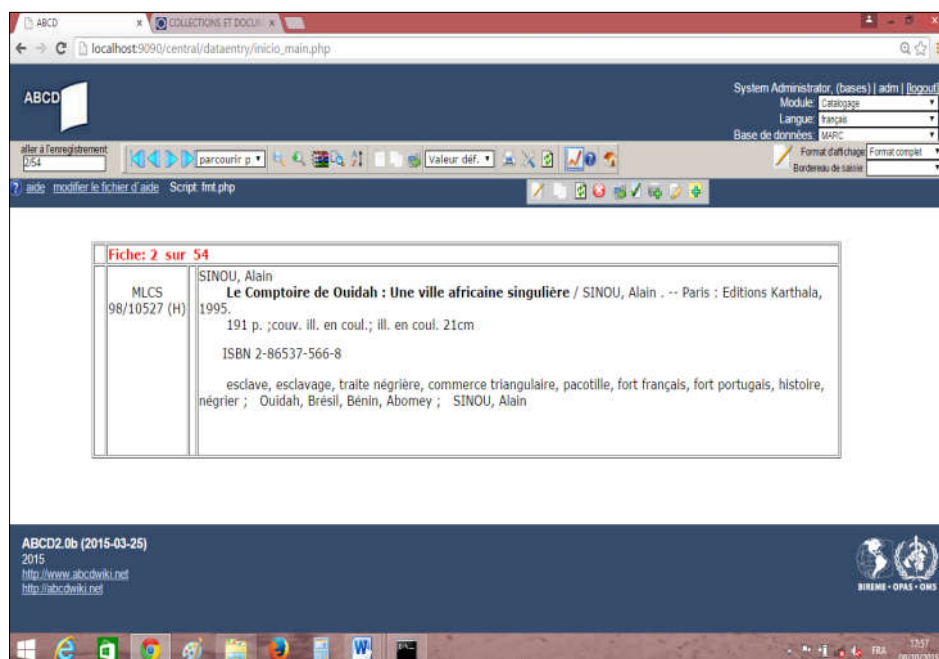 ABCD
COLLECTIONS ET DOCU
localhost:9090/central/dataentry/inicio_main.php
ABCD
System Administrator, (bases) | adm | [logout]
Module: Catalogage
Langue: français
Base de données: MARC
aller à l'enregistrement
2/54
parcourir p
Valeur déf.
Format d'affichage: Format complet
Bordereau de saisie:
aide modifier le fichier d'aide Script: fmt.php
Fiche: 2 sur 54
MLCS
98/10527 (H)
SINOU, Alain
Le Comptoire de Ouidah : Une ville africaine singulière / SINOU, Alain . -- Paris : Editions Karthala,
1995.
191 p. ;couv. ill. en coul.; ill. en coul. 21cm
ISBN 2-86537-566-8
esclave, esclavage, traite négrière, commerce triangulaire, pacotille, fort français, fort portugais, histoire,
négrier ; Ouidah, Brésil, Bénin, Abomey ; SINOU, Alain
ABCD2.0b (2015-03-25)
2015
http://www.abcdwiki.net
http://abcdwiki.net
BIREME • OPAS • OMS
FRA
17:57